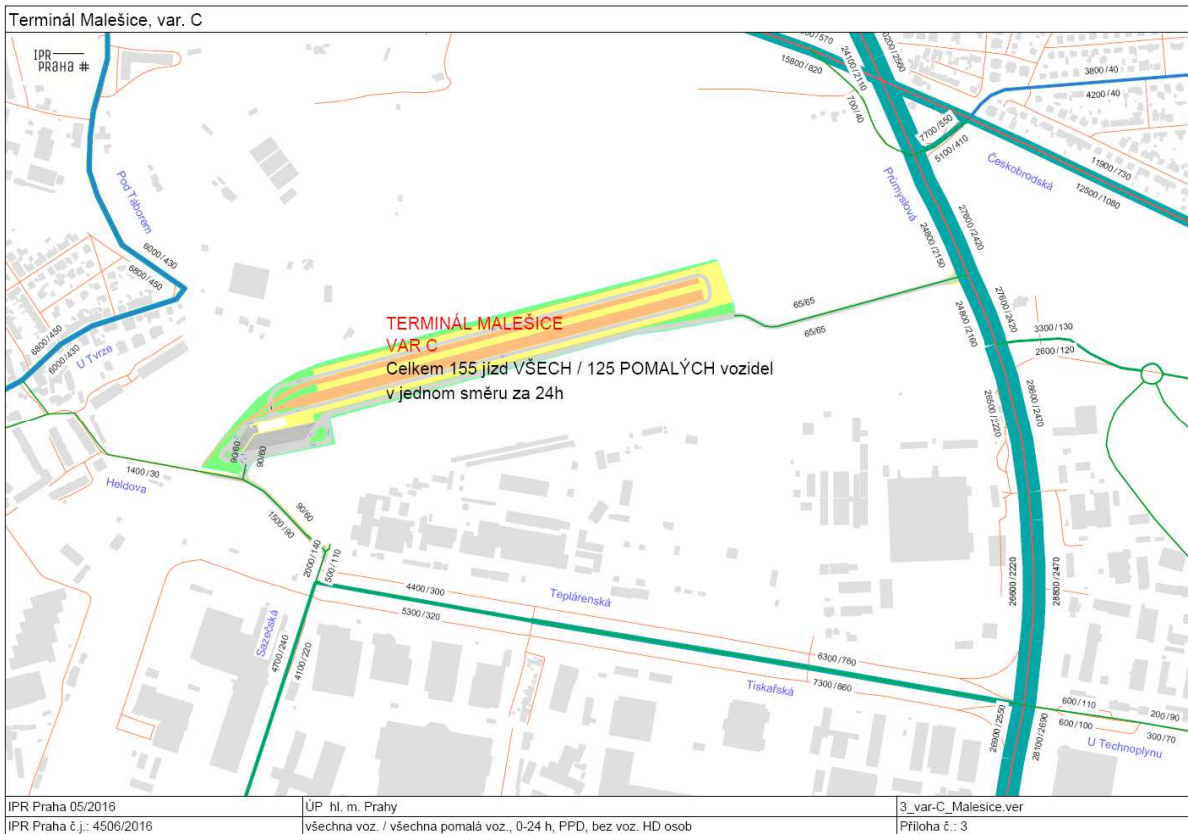 Terminál Malešice, var. C
IPR
PRAHA #
/570
15800/820
24100/2110
0200/2560
700/40
3800/40
4200/40
7700/550
5100/410
Českobrodská
11900/730
12500/1080
Průmyslová
Pod Táborem
6000/430
6800/450
27600/2420
24800/2160
6800/450
6000/430
U Tvrze
TERMINÁL MALEŠICE
VAR C
Celkem 155 jízd VŠECH / 125 POMALÝCH vozidel
v jednom směru za 24h
65/65
65/65
27600/2420
24800/2160
3300/130
2600/120
26500/2220
28600/2470
90/60
90/60
1400/30
Heldova
90/60
1500/90
2000/140
500/110
4400/300
5300/320
Teplárenská
26600/2220
28800/2470
Sazečská
4700/240
4100/220
6300/760
7300/860
Tiskařská
26900/2550
28100/2690
600/110
600/100
200/90
300/70
U Technoplynu
IPR Praha 05/2016
ÚP hl. m. Prahy
3_var-C_Malesice.ver
IPR Praha č.j.: 4506/2016
všechna voz. / všechna pomalá voz., 0-24 h, PPD, bez voz. HD osob
Příloha č.: 3